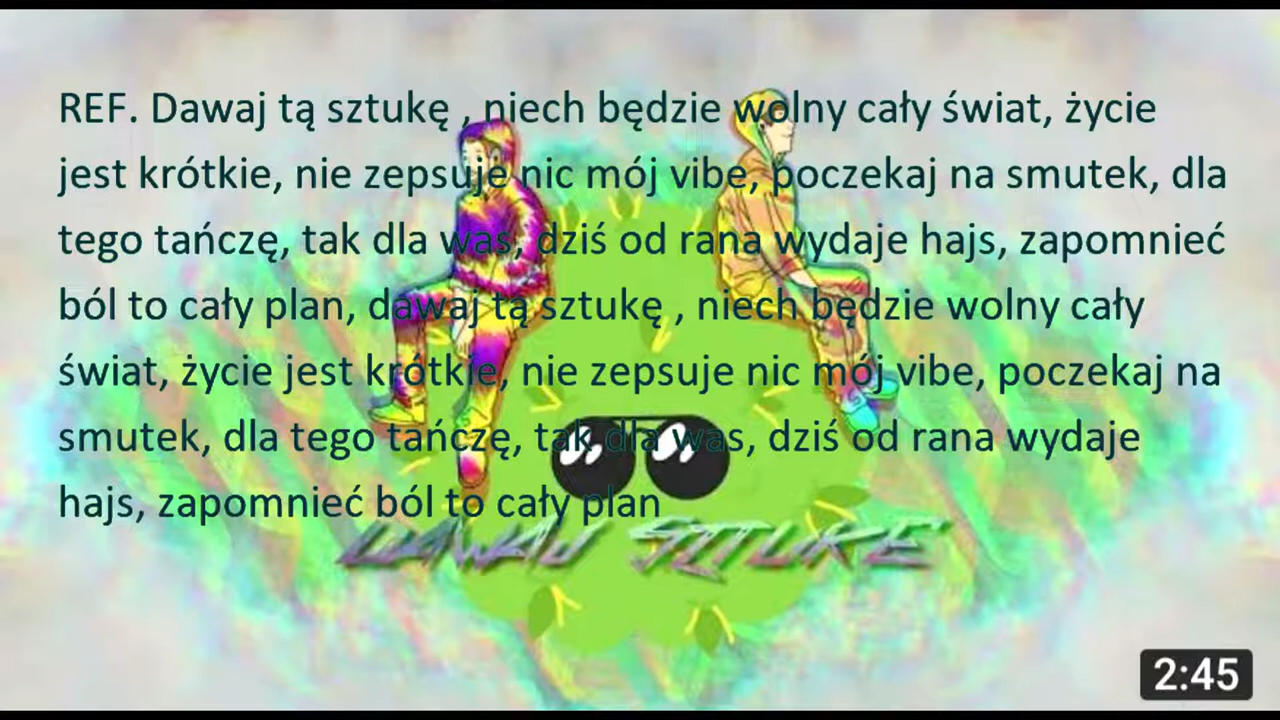 REF. Dawaj tą sztukę , niech będzie wolny cały świat, życie
jest krótkie, nie zepsuje nic mój vibe, poczekaj na smutek, dla
tego tańczę, tak dla was, dziś od rana wydaje hajs, zapomnieć
ból to cały plan, dawaj tą sztukę , niech będzie wolny cały
świat, życie jest krótkie, nie zepsuje nic mój vibe, poczekaj na
smutek, dla tego tańczę, tak dla was, dziś od rana wydaje
hajs, zapomnieć ból to cały plan
DAWAJ SZTUKE
2:45